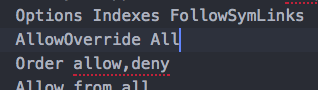 Options Indexes FollowSymLinks
AllowOverride All
Order allow,deny
Allow from all